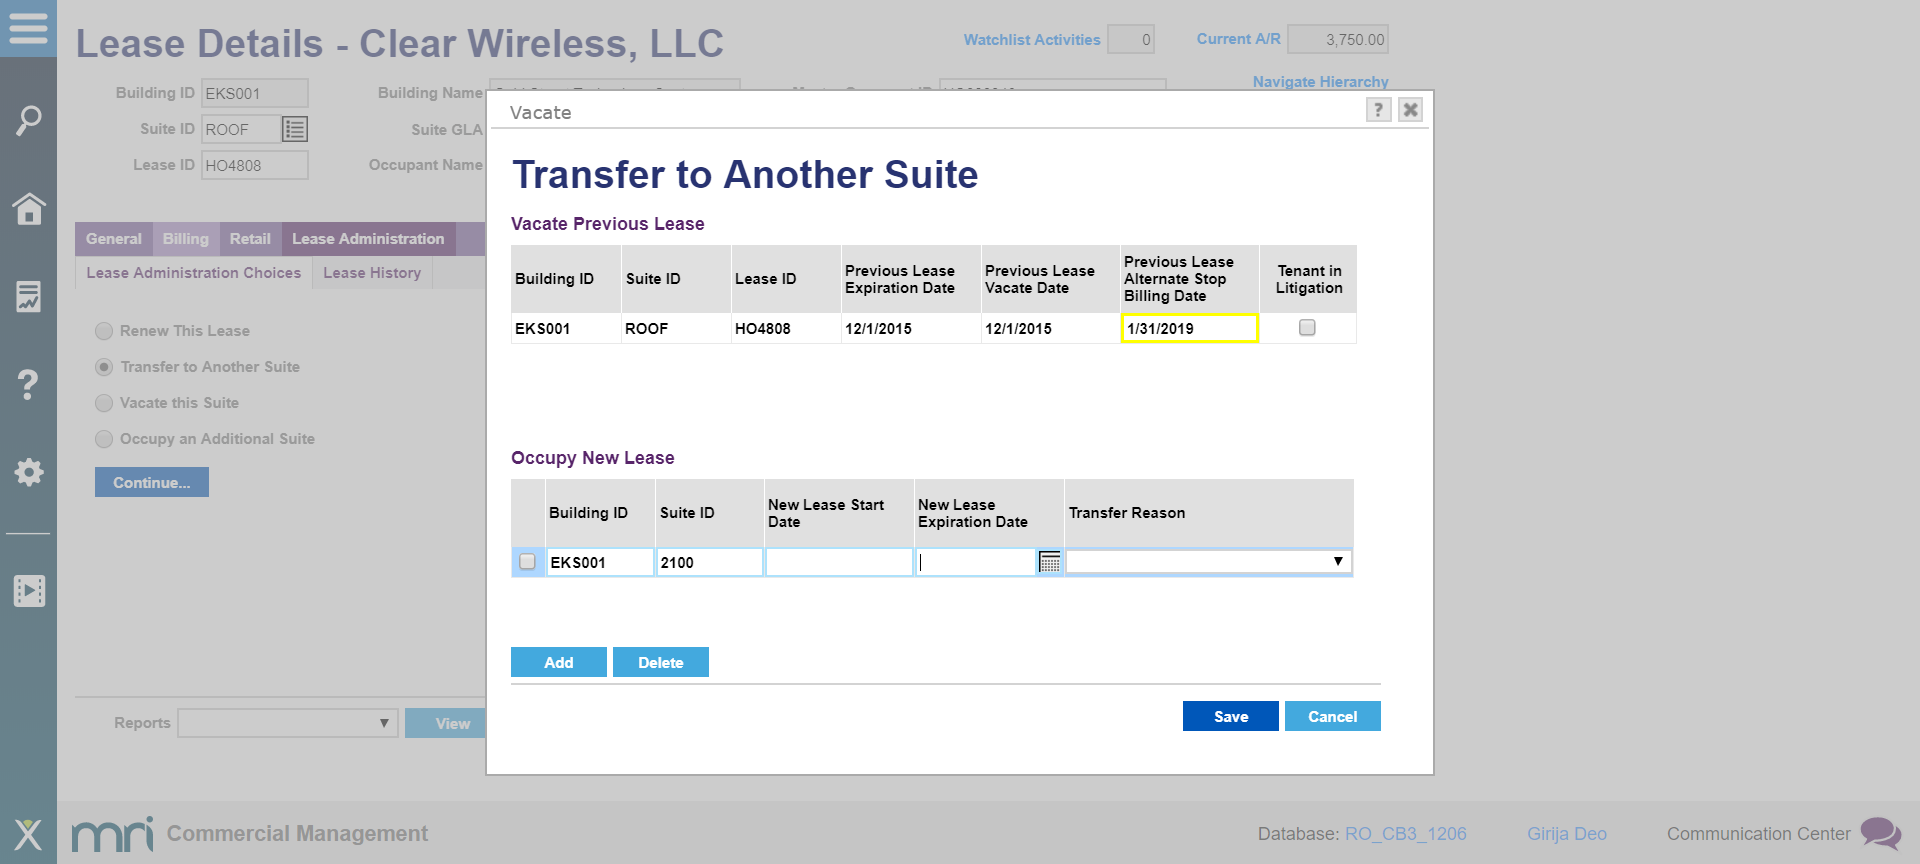 Lease Details - Clear Wireless, LLC
Watchlist Activities 0
Current A/R 3,750.00
Navigate Hierarchy
Building ID EKS001
Building Name
Suite ID ROOF
Suite GLA
Lease ID HO4808
Occupant Name
General Billing Retail Lease Administration
Lease Administration Choices Lease History
Renew This Lease
Transfer to Another Suite
Vacate this Suite
Occupy an Additional Suite
Continue...
Reports View
Vacate
?
Transfer to Another Suite
Vacate Previous Lease
Building ID
Suite ID
Lease ID
Previous Lease
Expiration Date
Previous Lease
Vacate Date
Previous Lease
Alternate Stop
Billing Date
Tenant in
Litigation
EKS001 ROOF HO4808 12/1/2015 12/1/2015 1/31/2019
Occupy New Lease
Building ID
Suite ID
New Lease Start
Date
New Lease
Expiration Date
Transfer Reason
EKS001 2100
Add Delete
Save Cancel
mri Commercial Management
Database: RO_CB3_1206
Girija Deo
Communication Center